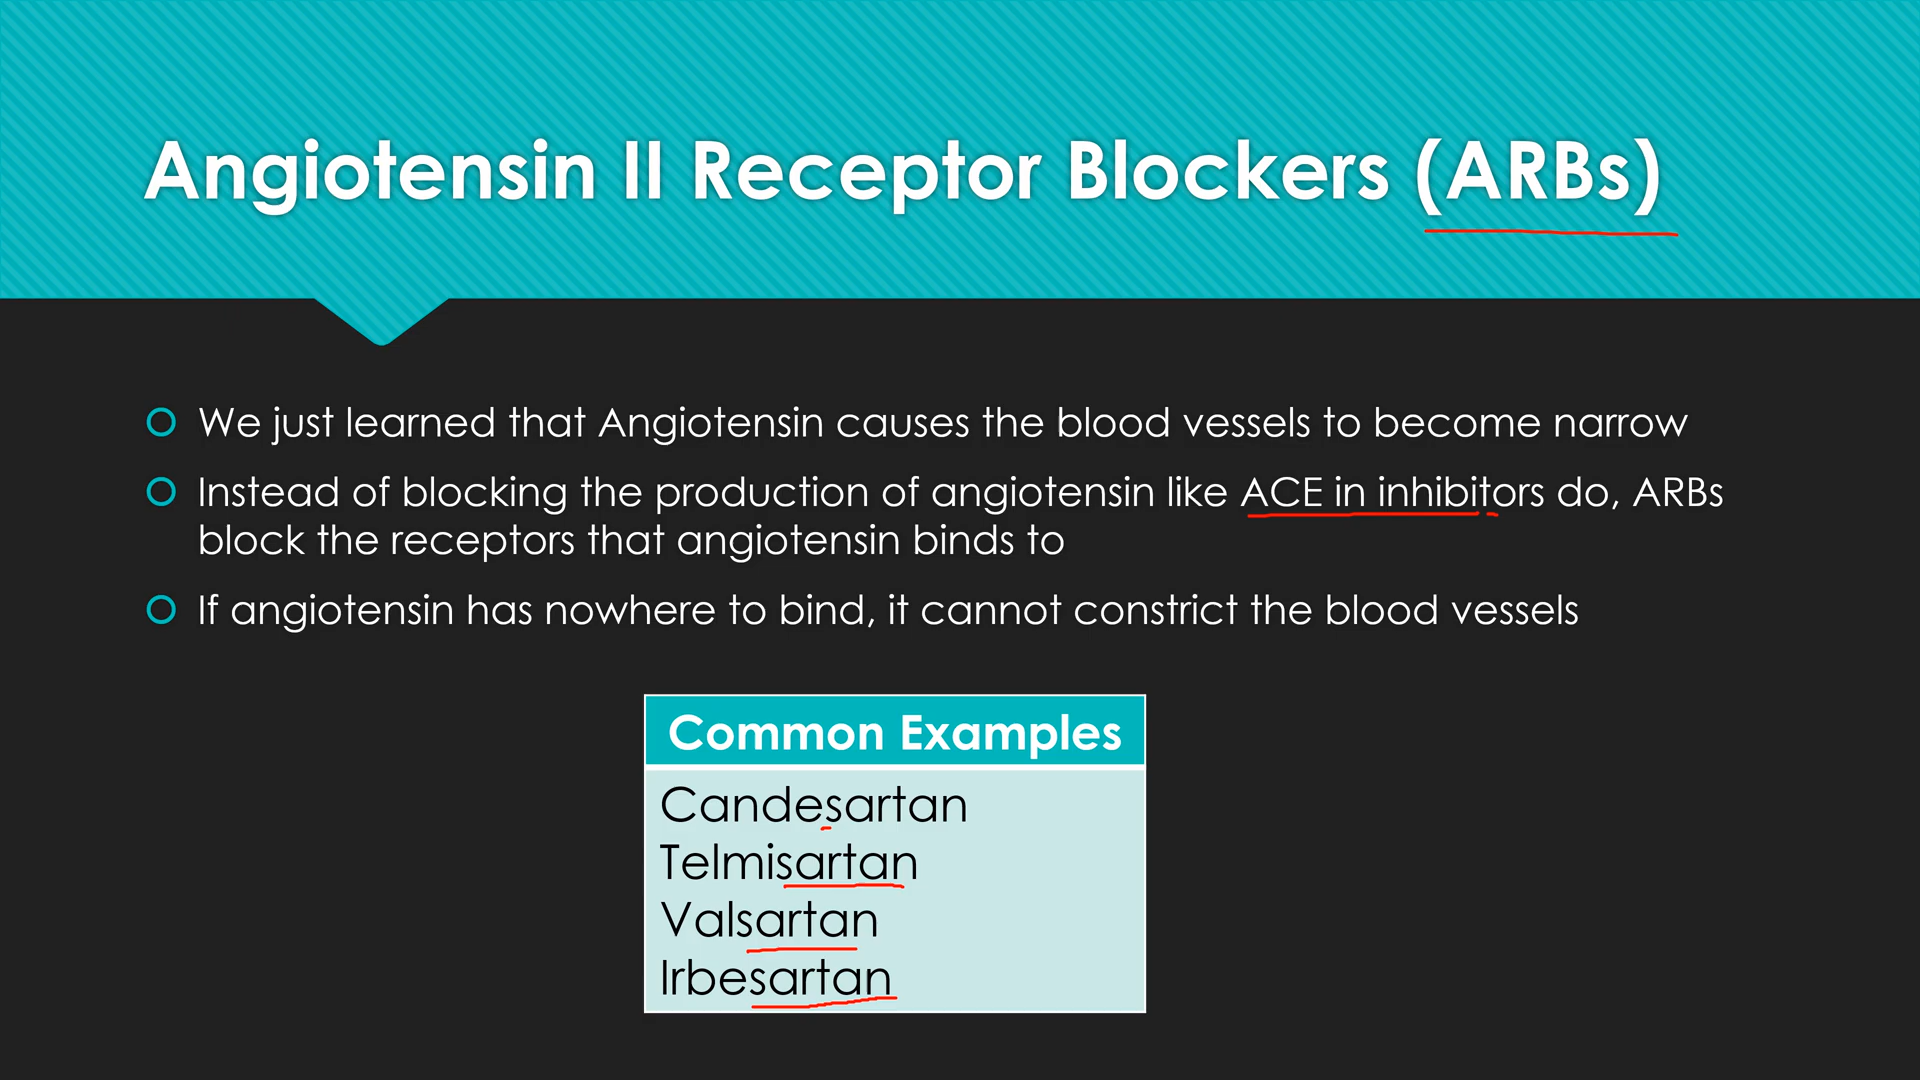 Angiotensin II Receptor Blockers (ARBs)
We just learned that Angiotensin causes the blood vessels to become narrow
Instead of blocking the production of angiotensin like ACE in inhibitors do, ARBs
block the receptors that angiotensin binds to
If angiotensin has nowhere to bind, it cannot constrict the blood vessels
Common Examples
Candesartan
Telmisartan
Valsartan
Irbesartan